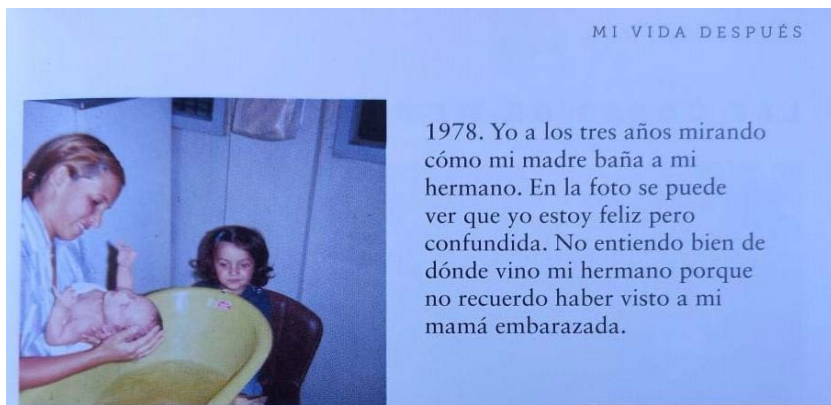 MI VIDA DESPUÉS
1978. Yo a los tres años mirando
cómo mi madre baña a mi
hermano. En la foto se puede
ver que yo estoy feliz pero
confundida. No entiendo bien de
dónde vino mi hermano porque
no recuerdo haber visto a mi
mamá embarazada.